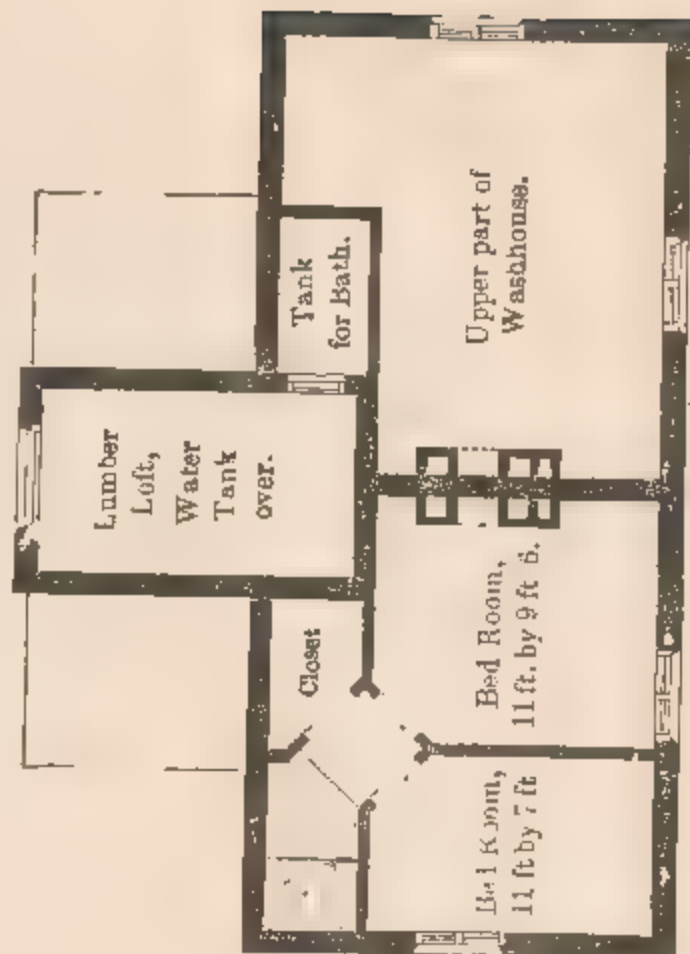 Lumber
Loft,
Water
Tank
over.
Tank
for Bath.
Upper part of
Washhouse.
Closet
Bed Room,
11 ft. by 9 ft 6.
Bed Room,
11 ft by 7 ft